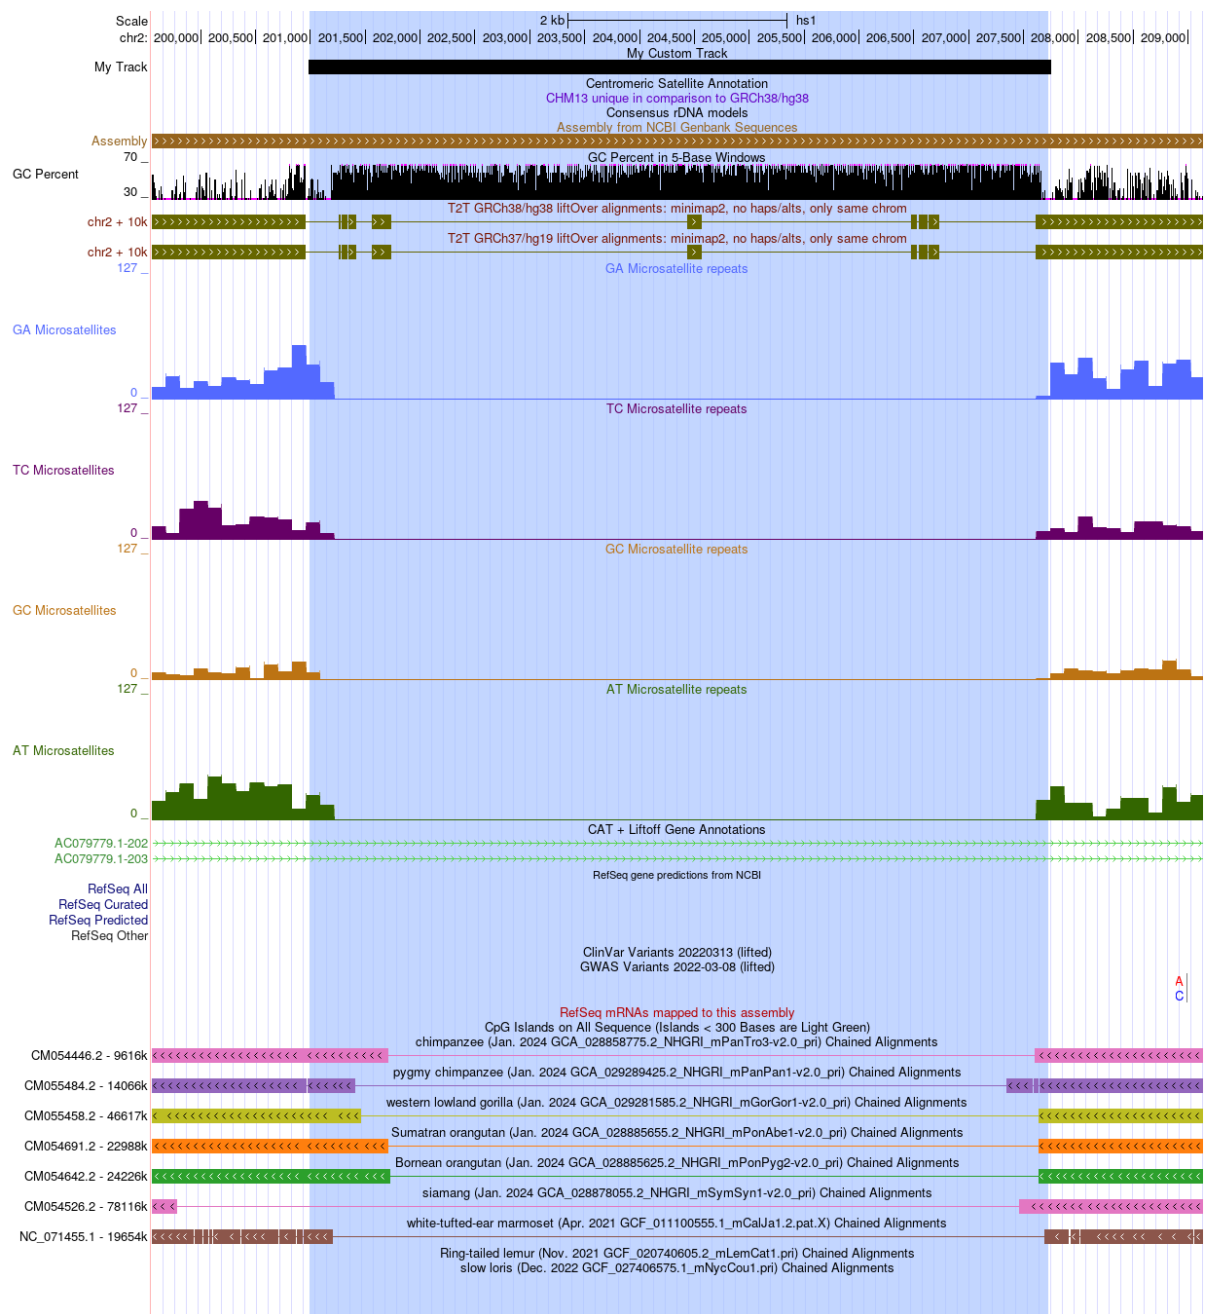 Scale 2 kb hs1
chr2: 200,000 200,500 201,000 201,500 202,000 202,500 203,000 203,500 204,000 204,500 205,000 205,500 206,000 206,500 207,000 207,500 208,000 208,500 209,000
My Custom Track
My Track
Centromeric Satellite Annotation
CHM13 unique in comparison to GRCh38/hg38
Consensus rDNA models
Assembly from NCBI Genbank Sequences
Assembly
70 _ GC Percent in 5-Base Windows
GC Percent
30 _
T2T GRCh38/hg38 liftOver alignments: minimap2, no haps/alts, only same chrom
chr2 + 10k
T2T GRCh37/hg19 liftOver alignments: minimap2, no haps/alts, only same chrom
chr2 + 10k
127 _ GA Microsatellite repeats
GA Microsatellites
0 _
127 _ TC Microsatellite repeats
TC Microsatellites
0 _
127 _ GC Microsatellite repeats
GC Microsatellites
0 _
127 _ AT Microsatellite repeats
AT Microsatellites
0 _
CAT + Liftoff Gene Annotations
AC079779.1-202
AC079779.1-203
RefSeq gene predictions from NCBI
RefSeq All
RefSeq Curated
RefSeq Predicted
RefSeq Other
ClinVar Variants 20220313 (lifted)
GWAS Variants 2022-03-08 (lifted)
A
C
RefSeq mRNAs mapped to this assembly
CpG Islands on All Sequence (Islands < 300 Bases are Light Green)
chimpanzee (Jan. 2024 GCA_028858775.2_NHGRI_mPanTro3-v2.0_pri) Chained Alignments
CM054446.2 - 9616k
pygmy chimpanzee (Jan. 2024 GCA_029289425.2_NHGRI_mPanPan1-v2.0_pri) Chained Alignments
CM055484.2 - 14066k
western lowland gorilla (Jan. 2024 GCA_029281585.2_NHGRI_mGorGor1-v2.0_pri) Chained Alignments
CM055458.2 - 46617k
Sumatran orangutan (Jan. 2024 GCA_028885655.2_NHGRI_mPonAbe1-v2.0_pri) Chained Alignments
CM054691.2 - 22988k
Bornean orangutan (Jan. 2024 GCA_028885625.2_NHGRI_mPonPyg2-v2.0_pri) Chained Alignments
CM054642.2 - 24226k
siamang (Jan. 2024 GCA_028878055.2_NHGRI_mSymSyn1-v2.0_pri) Chained Alignments
CM054526.2 - 78116k
white-tufted-ear marmoset (Apr. 2021 GCF_011100555.1_mCalJa1.2.pat.X) Chained Alignments
NC_071455.1 - 19654k
Ring-tailed lemur (Nov. 2021 GCF_020740605.2_mLemCat1.pri) Chained Alignments
slow loris (Dec. 2022 GCF_027406575.1_mNycCou1.pri) Chained Alignments